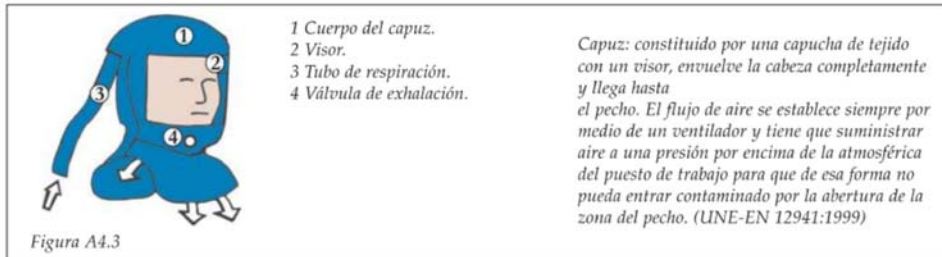 1 Cuerpo del capuz.
2 Visor.
3 Tubo de respiración.
4 Válvula de exhalación.
Capuz: constituido por una capucha de tejido
con un visor, envuelve la cabeza completamente
y llega hasta
el pecho. El flujo de aire se establece siempre por
medio de un ventilador y tiene que suministrar
aire a una presión por encima de la atmosférica
del puesto de trabajo para que de esa forma no
pueda entrar contaminado por la abertura de la
zona del pecho. (UNE-EN 12941:1999)
1
2
3
4
Figura A4.3